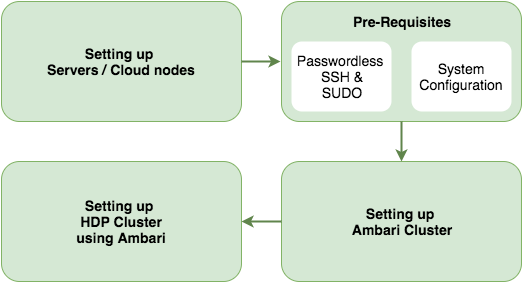 Setting up
Servers / Cloud nodes
Pre-Requisites
Passwordless
SSH &
SUDO
System
Configuration
Setting up
HDP Cluster
using Ambari
Setting up
Ambari Cluster